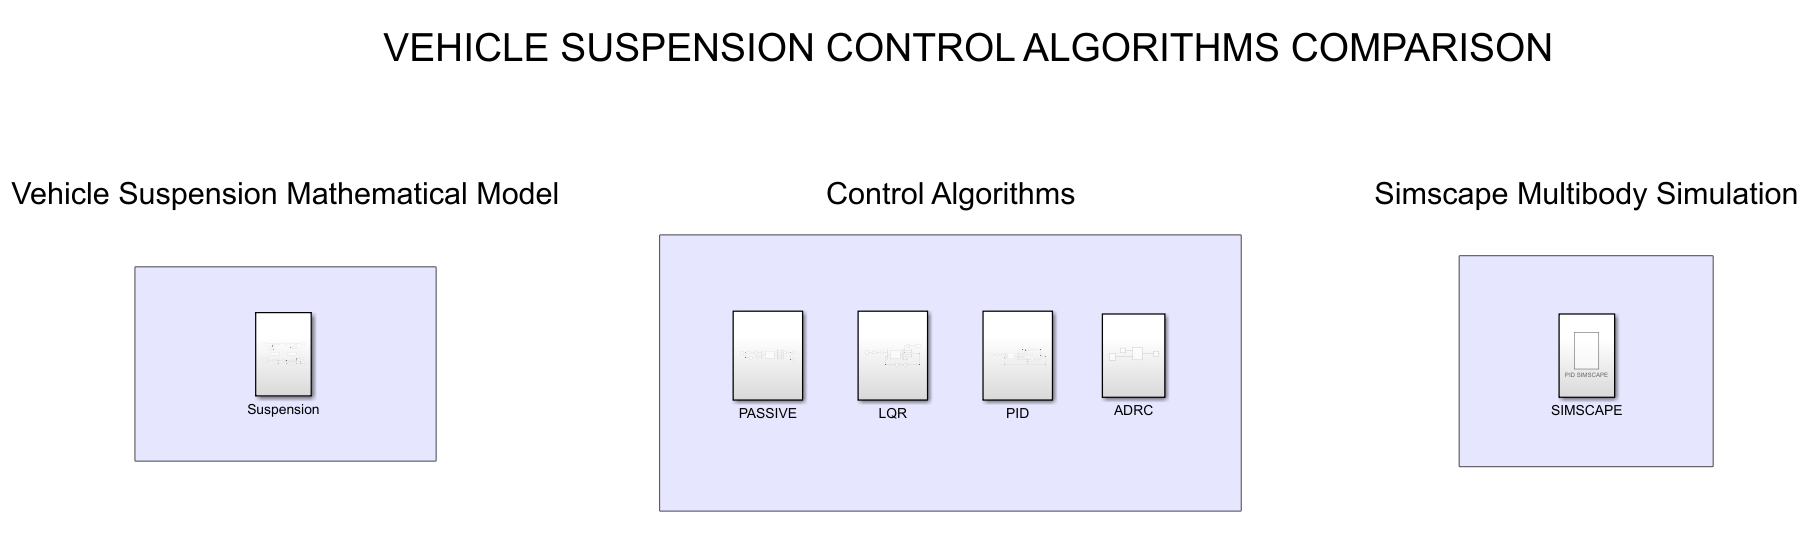 VEHICLE SUSPENSION CONTROL ALGORITHMS COMPARISON
Vehicle Suspension Mathematical Model
Control Algorithms
Simscape Multibody Simulation
Suspension
PASSIVE
LQR
PID
ADRC
PID SIMSCAPE
SIMSCAPE